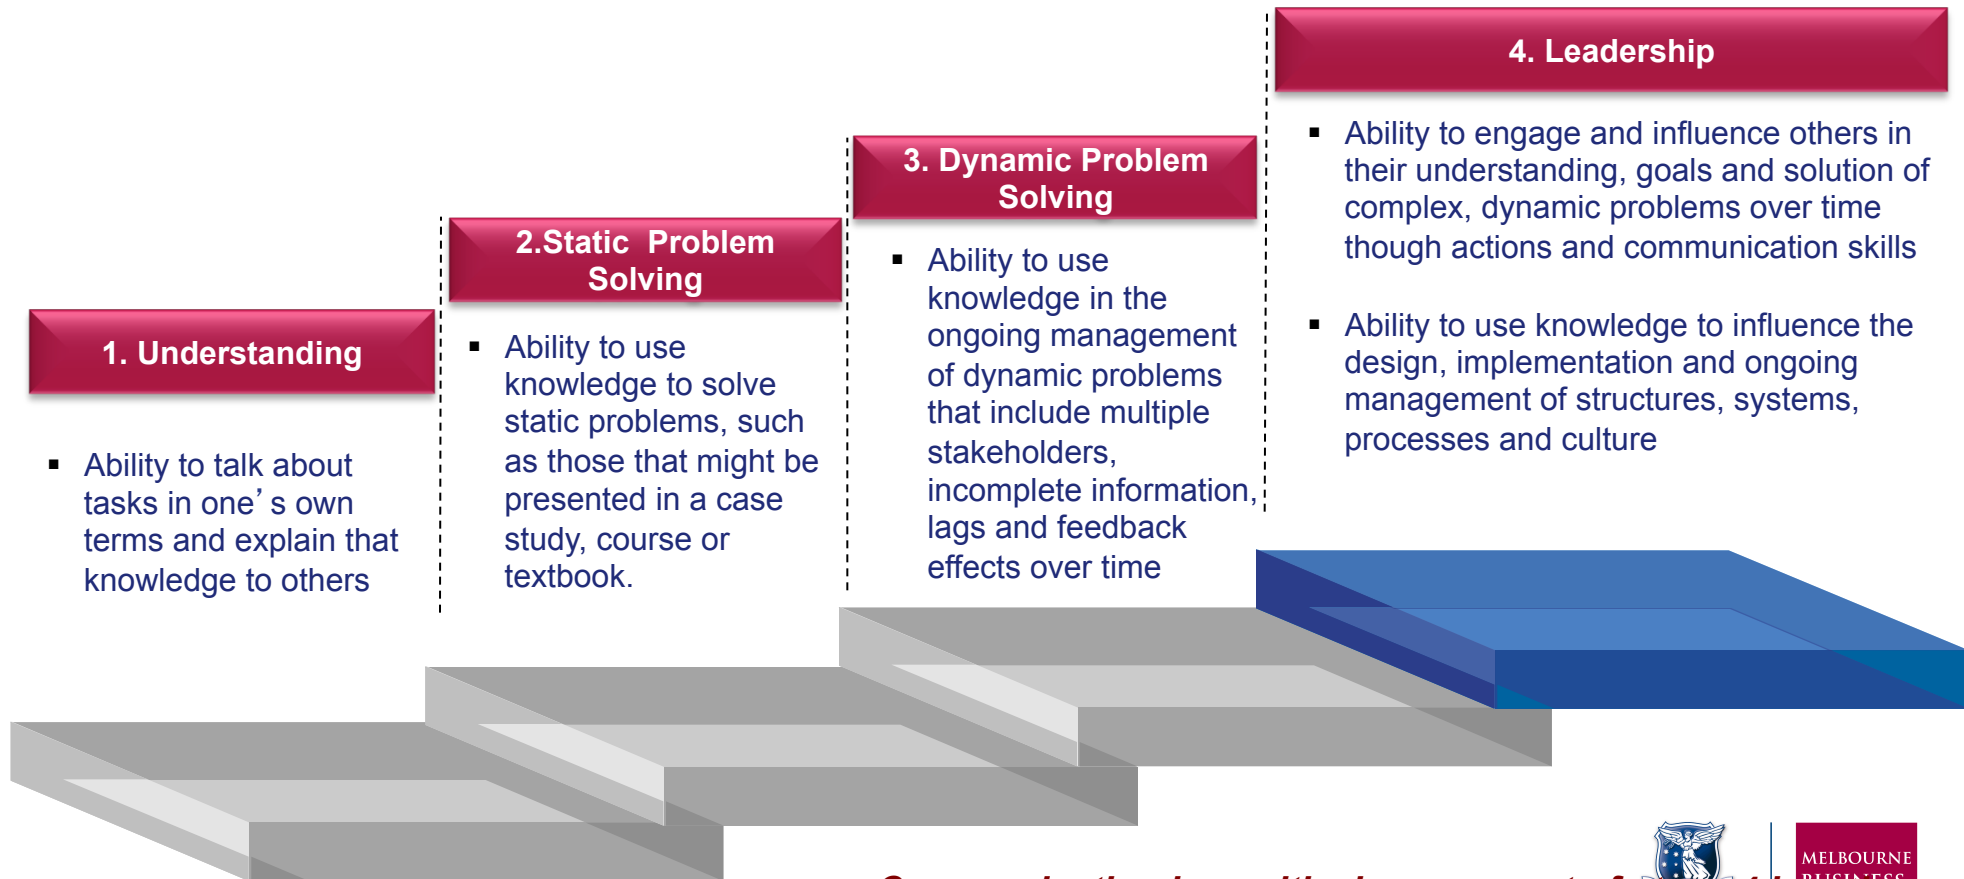 1. Understanding
▪ Ability to talk about
tasks in one’s own
terms and explain that
knowledge to others
2.Static Problem
Solving
▪ Ability to use
knowledge to solve
static problems, such
as those that might be
presented in a case
study, course or
textbook.
3. Dynamic Problem
Solving
▪ Ability to use
knowledge in the
ongoing management
of dynamic problems
that include multiple
stakeholders,
incomplete information,
lags and feedback
effects over time
4. Leadership
▪ Ability to engage and influence others in
their understanding, goals and solution of
complex, dynamic problems over time
though actions and communication skills
▪ Ability to use knowledge to influence the
design, implementation and ongoing
management of structures, systems,
processes and culture
MELBOURNE
BUSINESS